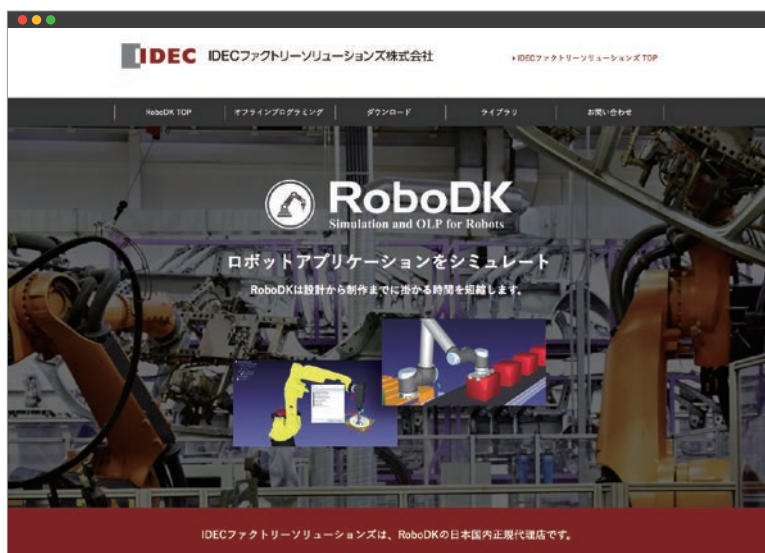 IDEC IDECファクトリーソリューションズ株式会社
▸IDECファクトリーソリューションズ TOP
RoboDK TOP
オフラインプログラミング
ダウンロード
ライブラリ
お問い合わせ
RoboDK
Simulation and OLP for Robots
ロボットアプリケーションをシミュレート
RoboDKは設計から制作までに掛かる時間を短縮します。
IDECファクトリーソリューションズは、RoboDKの日本国内正規代理店です。